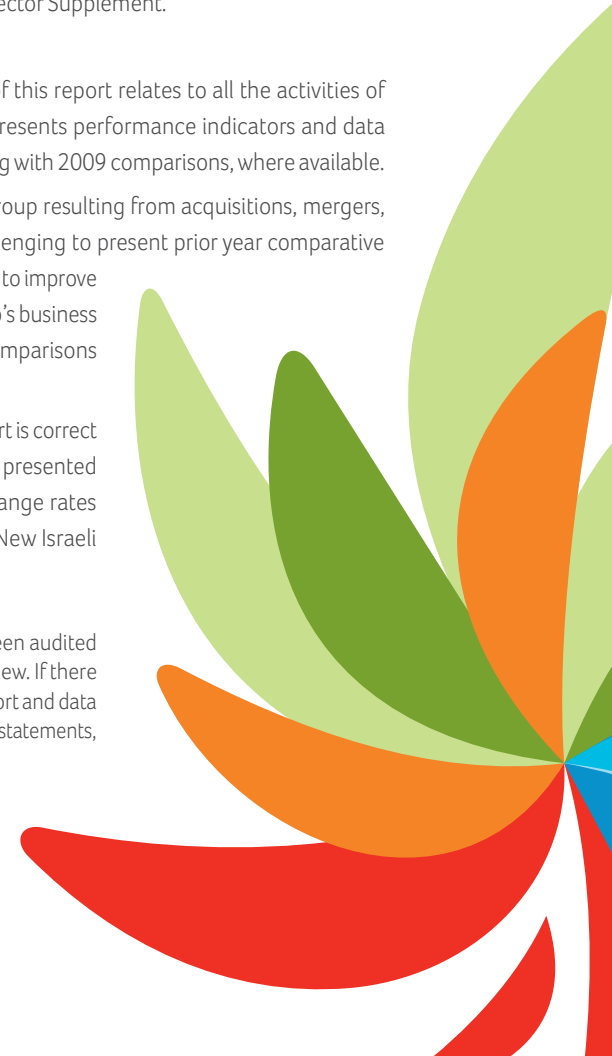 ector Supplement.
f this report relates to all the activities of
resents performance indicators and data
g with 2009 comparisons, where available.
roup resulting from acquisitions, mergers,
enging to present prior year comparative
to improve
's business
mparisons
rt is correct
presented
ange rates
New Israeli
een audited
ew. If there
ort and data
statements,